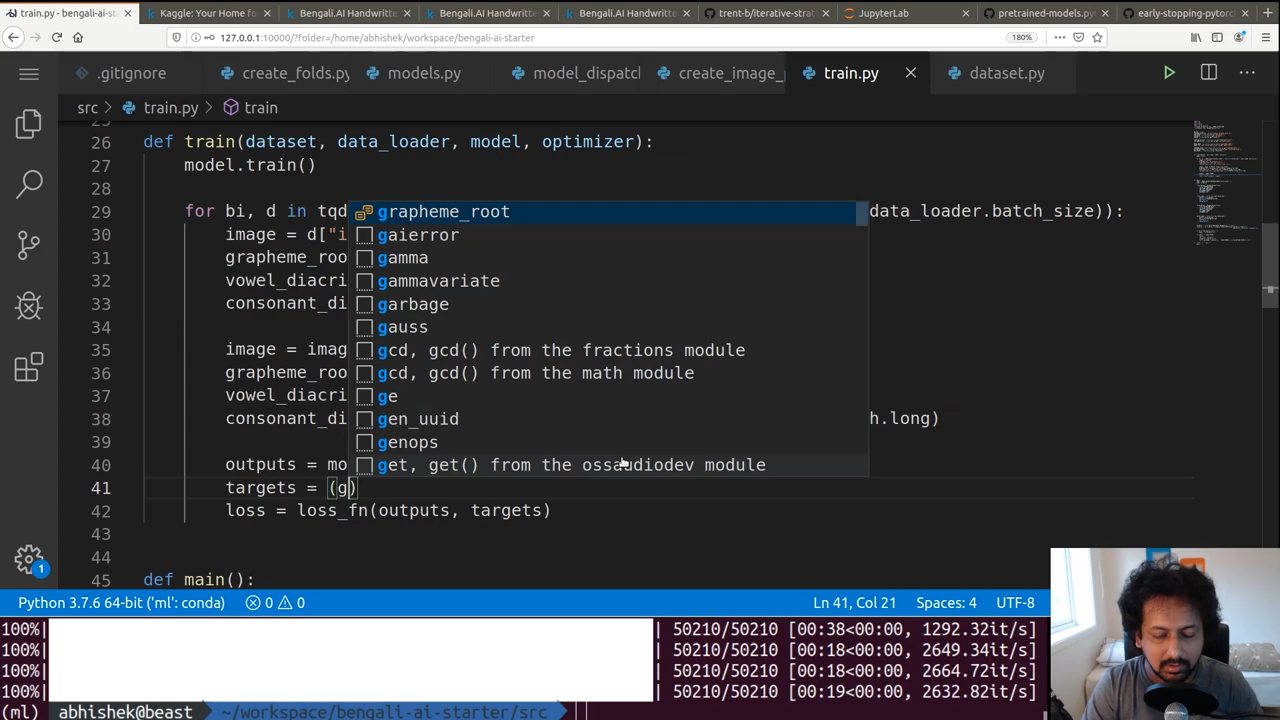 train.py - bengali-ai-starter
Kaggle: Your Home fo
Bengali.AI Handwritte
Bengali.AI Handwritte
Bengali.AI Handwritte
trent-b/iterative-strat
JupyterLab
pretrained-models.py
early-stopping-pytorc
127.0.0.1:10000/?folder=/home/abhishek/workspace/bengali-ai-starter
180%
.gitignore
create_folds.py
models.py
model_dispatc
create_image_p
train.py
dataset.py
src > train.py > train
25
26 def train(dataset, data_loader, model, optimizer):
27 model.train()
28
29 for bi, d in tqd data_loader.batch_size)):
30 image = d["i
31 grapheme_roo
32 vowel_diacri
33 consonant_di
34
35 image = imag
36 grapheme_roo
37 vowel_diacri
38 consonant_di h.long)
39
40 outputs = mo
41 targets = (g)
42 loss = loss_fn(outputs, targets)
43
44
45 def main():
grapheme_root
gaierror
gamma
gammavariate
garbage
gauss
gcd, gcd() from the fractions module
gcd, gcd() from the math module
ge
gen_uuid
genops
get, get() from the ossaudiodev module
1
Python 3.7.6 64-bit ('ml': conda) 0 0 Ln 41, Col 21 Spaces: 4 UTF-8
100%| | 50210/50210 [00:38<00:00, 1292.32it/s]
100%| | 50210/50210 [00:18<00:00, 2649.34it/s]
100%| | 50210/50210 [00:18<00:00, 2664.72it/s]
100%| | 50210/50210 [00:19<00:00, 2632.82it/s]
(ml) abhishek@beast ~/workspace/bengali-ai-starter/src